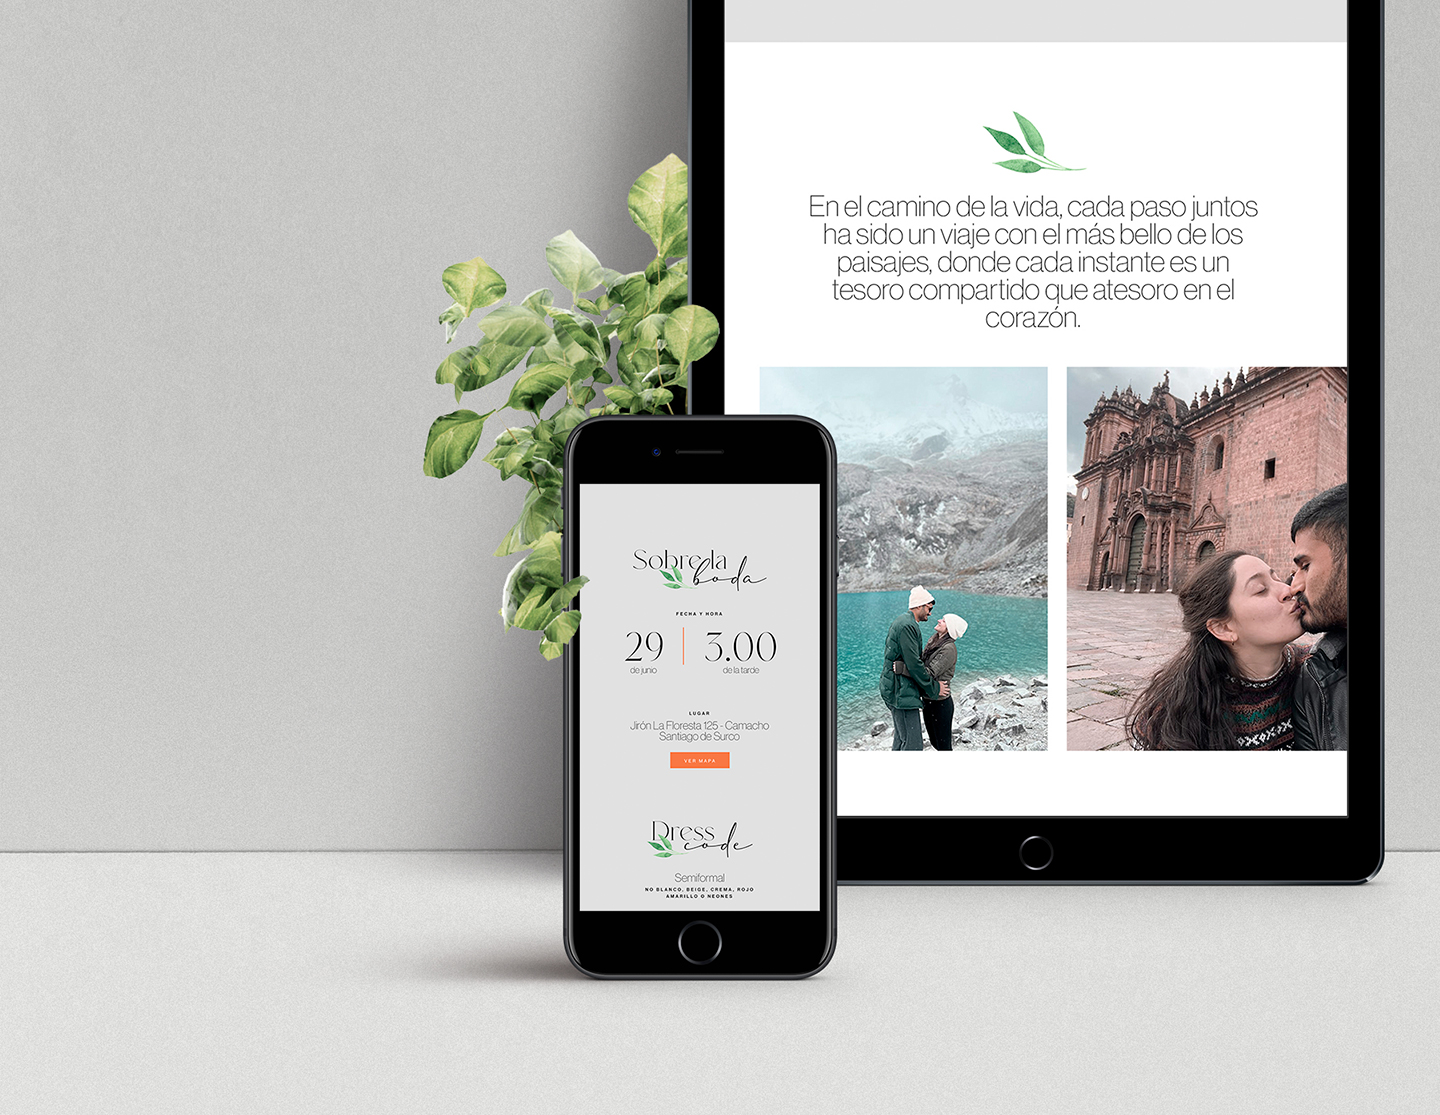 En el camino de la vida, cada paso juntos
ha sido un viaje con el más bello de los
paisajes, donde cada instante es un
tesoro compartido que atesoro en el
corazón.
Sobre la
boda
FECHA Y HORA
29 3.00
de junio de la tarde
LUGAR
Jirón La Floresta 125 - Camacho
Santiago de Surco
VER MAPA
Dress
code
Semiformal
NO BLANCO, BEIGE, CREMA, ROJO
AMARILLO O NEONES